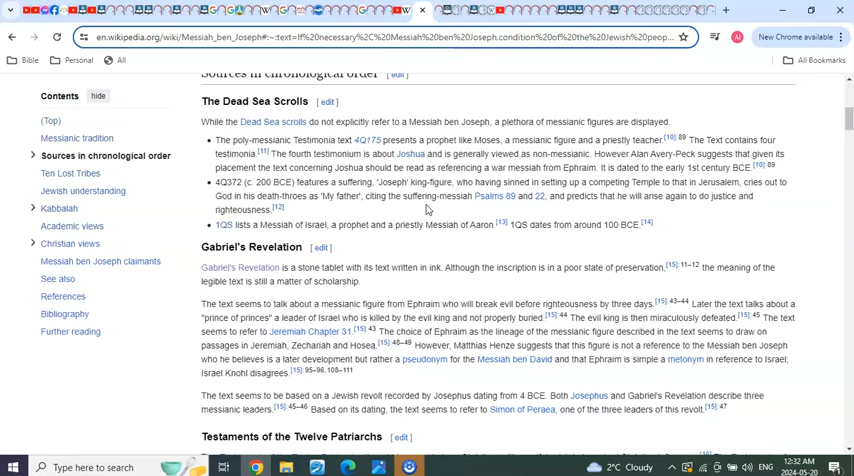 en.wikipedia.org/wiki/Messiah_ben_Joseph#:~:text=If%20necessary%2C%20Messiah%20ben%20Joseph.condition%20of%20the%20Jewish%20peop...
New Chrome available
Bible Personal All All Bookmarks
Sources in chronological order [ edit ]
Contents hide
(Top)
Messianic tradition
Sources in chronological order
Ten Lost Tribes
Jewish understanding
Kabbalah
Academic views
Christian views
Messiah ben Joseph claimants
See also
References
Bibliography
Further reading
The Dead Sea Scrolls [ edit ]
While the Dead Sea scrolls do not explicitly refer to a Messiah ben Joseph, a plethora of messianic figures are displayed.
• The poly-messianic Testimonia text 4Q175 presents a prophet like Moses, a messianic figure and a priestly teacher.[10]:89 The Text contains four
testimonia.[11] The fourth testimonium is about Joshua and is generally viewed as non-messianic. However Alan Avery-Peck suggests that given its
placement the text concerning Joshua should be read as referencing a war messiah from Ephraim. It is dated to the early 1st century BCE.[10]:89
• 4Q372 (c. 200 BCE) features a suffering, 'Joseph' king-figure, who having sinned in setting up a competing Temple to that in Jerusalem, cries out to
God in his death-throes as 'My father', citing the suffering-messiah Psalms 89 and 22, and predicts that he will arise again to do justice and
righteousness.[12]
• 1QS lists a Messiah of Israel, a prophet and a priestly Messiah of Aaron.[13] 1QS dates from around 100 BCE.[14]
Gabriel's Revelation [ edit ]
Gabriel's Revelation is a stone tablet with its text written in ink. Although the inscription is in a poor state of preservation,[15]:11–12 the meaning of the
legible text is still a matter of scholarship.
The text seems to talk about a messianic figure from Ephraim who will break evil before righteousness by three days.[15]:43–44 Later the text talks about a
"prince of princes" a leader of Israel who is killed by the evil king and not properly buried.[15]:44 The evil king is then miraculously defeated.[15]:45 The text
seems to refer to Jeremiah Chapter 31.[15]:43 The choice of Ephraim as the lineage of the messianic figure described in the text seems to draw on
passages in Jeremiah, Zechariah and Hosea.[15]:48–49 However, Matthias Henze suggests that this figure is not a reference to the Messiah ben Joseph
who he believes is a later development but rather a pseudonym for the Messiah ben David and that Ephraim is simple a metonym in reference to Israel;
Israel Knohl disagrees.[15]:95–96, 108–111
The text seems to be based on a Jewish revolt recorded by Josephus dating from 4 BCE. Both Josephus and Gabriel's Revelation describe three
messianic leaders.[15]:45–46 Based on its dating, the text seems to refer to Simon of Peraea, one of the three leaders of this revolt.[15]:47
Testaments of the Twelve Patriarchs [ edit ]
Type here to search
2°C Cloudy
ENG
12:32 AM
2024-05-20